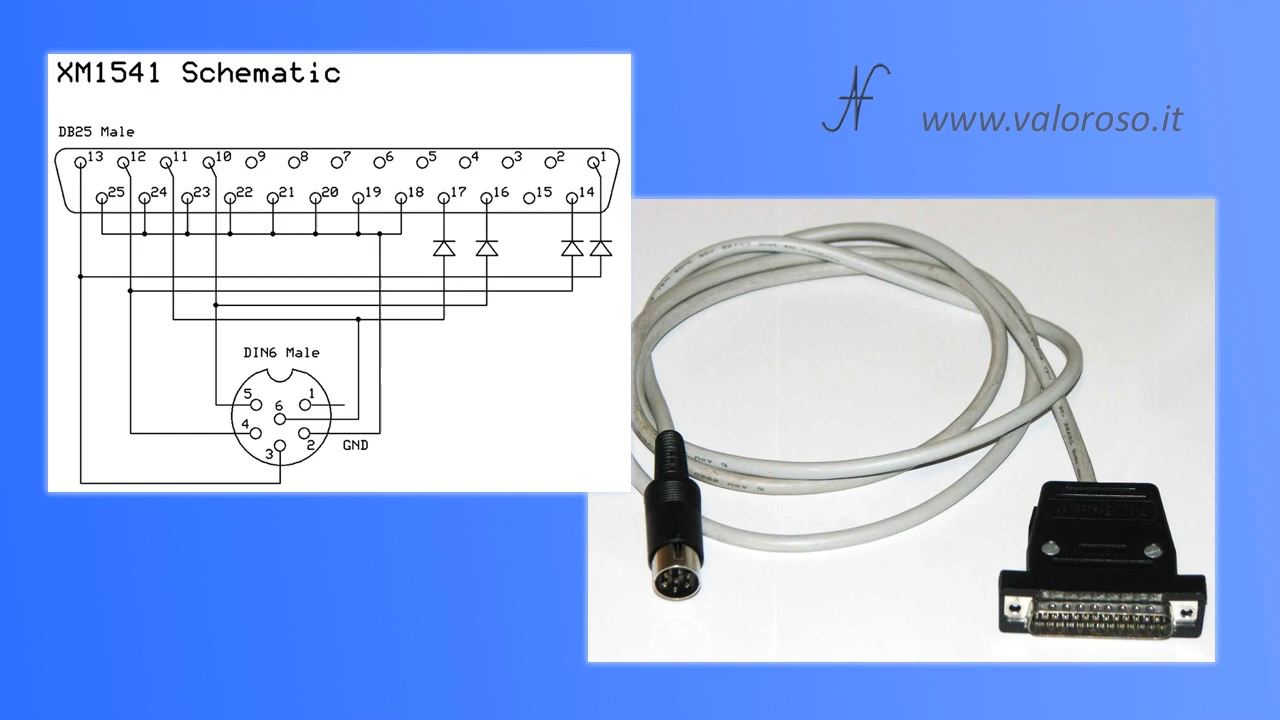 XM1541 Schematic
www.valoroso.it
DB25 Male
13 12 11 10 9 8 7 6 5 4 3 2 1
25 24 23 22 21 20 19 18 17 16 15 14
DIN6 Male
5 1
6
4 2 GND
3
AWM
AWM